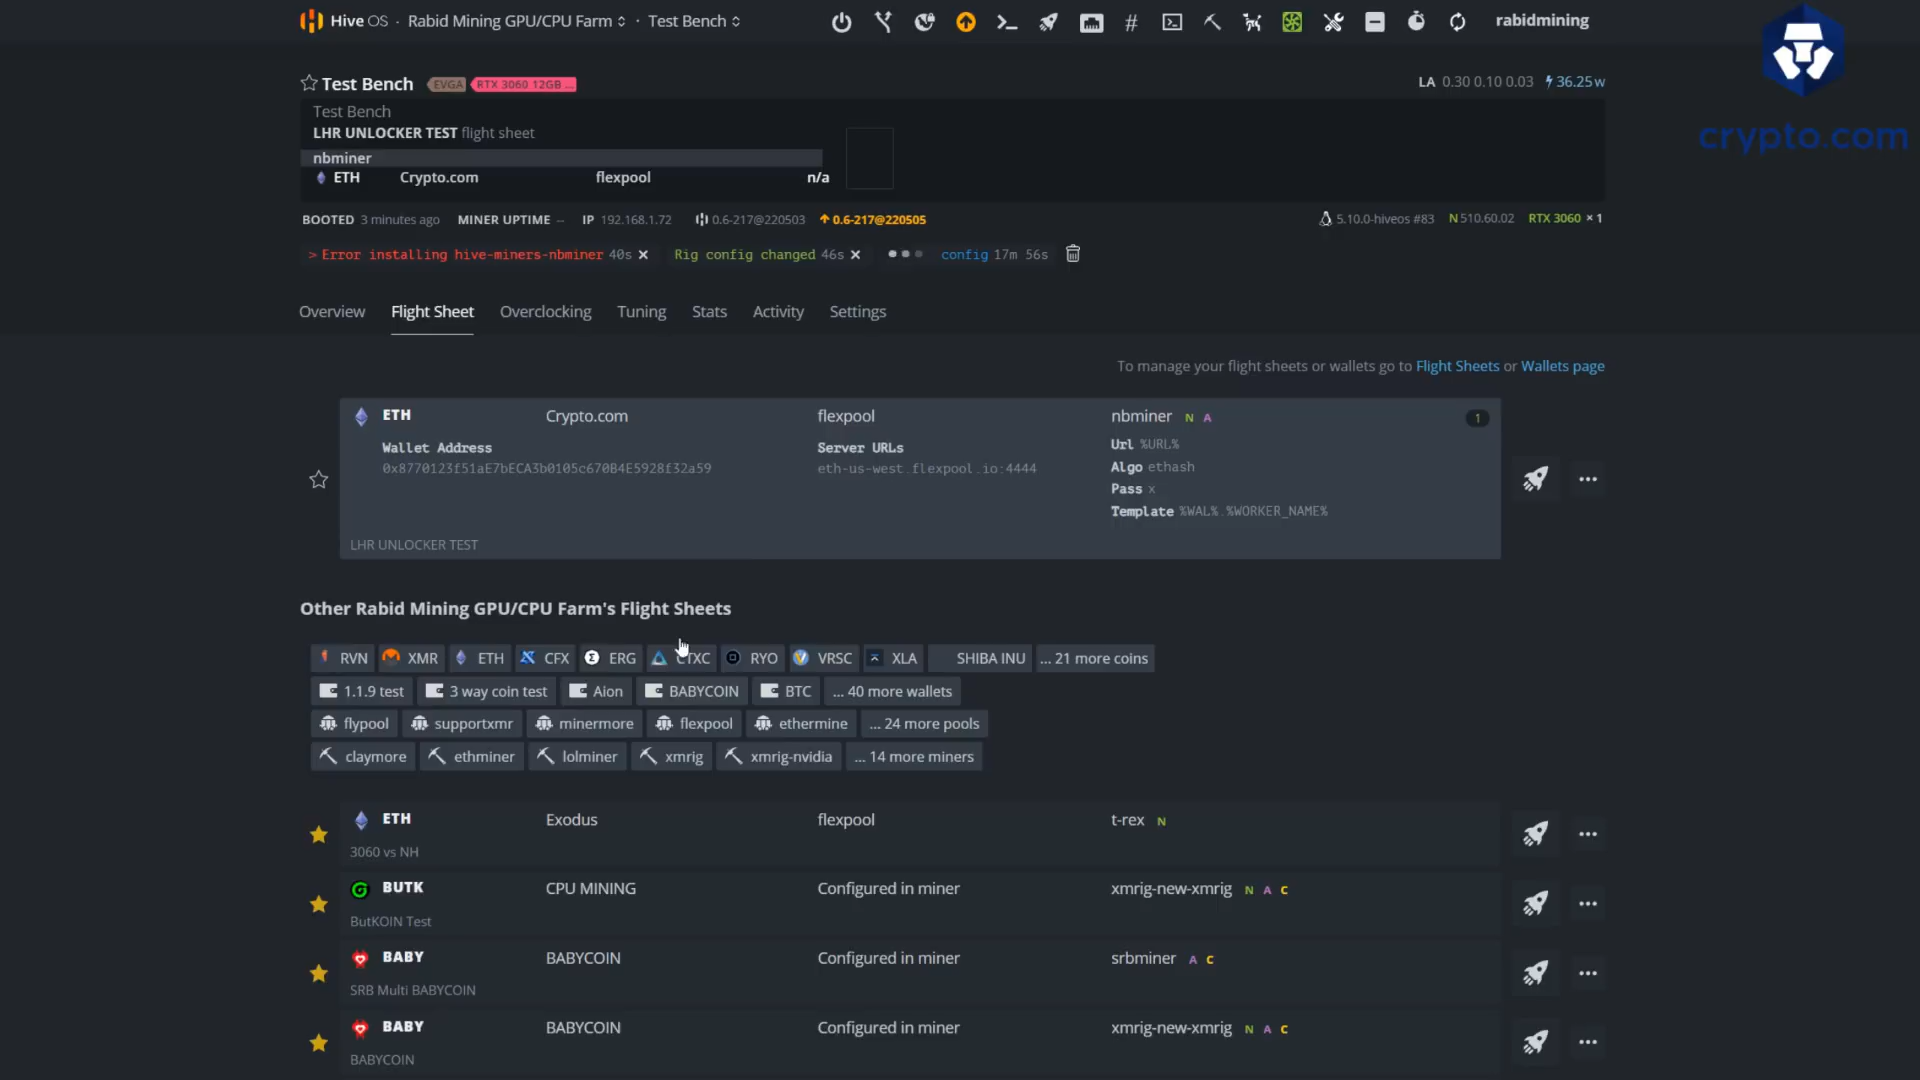 Hive OS · Rabid Mining GPU/CPU Farm · Test Bench rabidmining
Test Bench EVGA RTX 3060 12GB ... LA 0.30 0.10 0.03 36.25w
crypto.com
Test Bench
LHR UNLOCKER TEST flight sheet
nbminer
ETH Crypto.com flexpool n/a
BOOTED 3 minutes ago MINER UPTIME -- IP 192.168.1.72 0.6-217@220503 0.6-217@220505 5.10.0-hiveos #83 N 510.60.02 RTX 3060 × 1
> Error installing hive-miners-nbminer 40s × Rig config changed 46s × config 17m 56s
Overview Flight Sheet Overclocking Tuning Stats Activity Settings
To manage your flight sheets or wallets go to Flight Sheets or Wallets page
ETH Crypto.com flexpool nbminer N A 1
Wallet Address Server URLs Url %URL%
0x8770123f51aE7bECA3b0105c670B4E5928f32a59 eth-us-west.flexpool.io:4444 Algo ethash
Pass x
Template %WAL%.%WORKER_NAME%
LHR UNLOCKER TEST
Other Rabid Mining GPU/CPU Farm's Flight Sheets
RVN XMR ETH CFX ERG CTXC RYO VRSC XLA SHIBA INU ... 21 more coins
1.1.9 test 3 way coin test Aion BABYCOIN BTC ... 40 more wallets
flypool supportxmr minermore flexpool ethermine ... 24 more pools
claymore ethminer lolminer xmrig xmrig-nvidia ... 14 more miners
ETH Exodus flexpool t-rex N
3060 vs NH
BUTK CPU MINING Configured in miner xmrig-new-xmrig N A C
ButKOIN Test
BABY BABYCOIN Configured in miner srbminer A C
SRB Multi BABYCOIN
BABY BABYCOIN Configured in miner xmrig-new-xmrig N A C
BABYCOIN